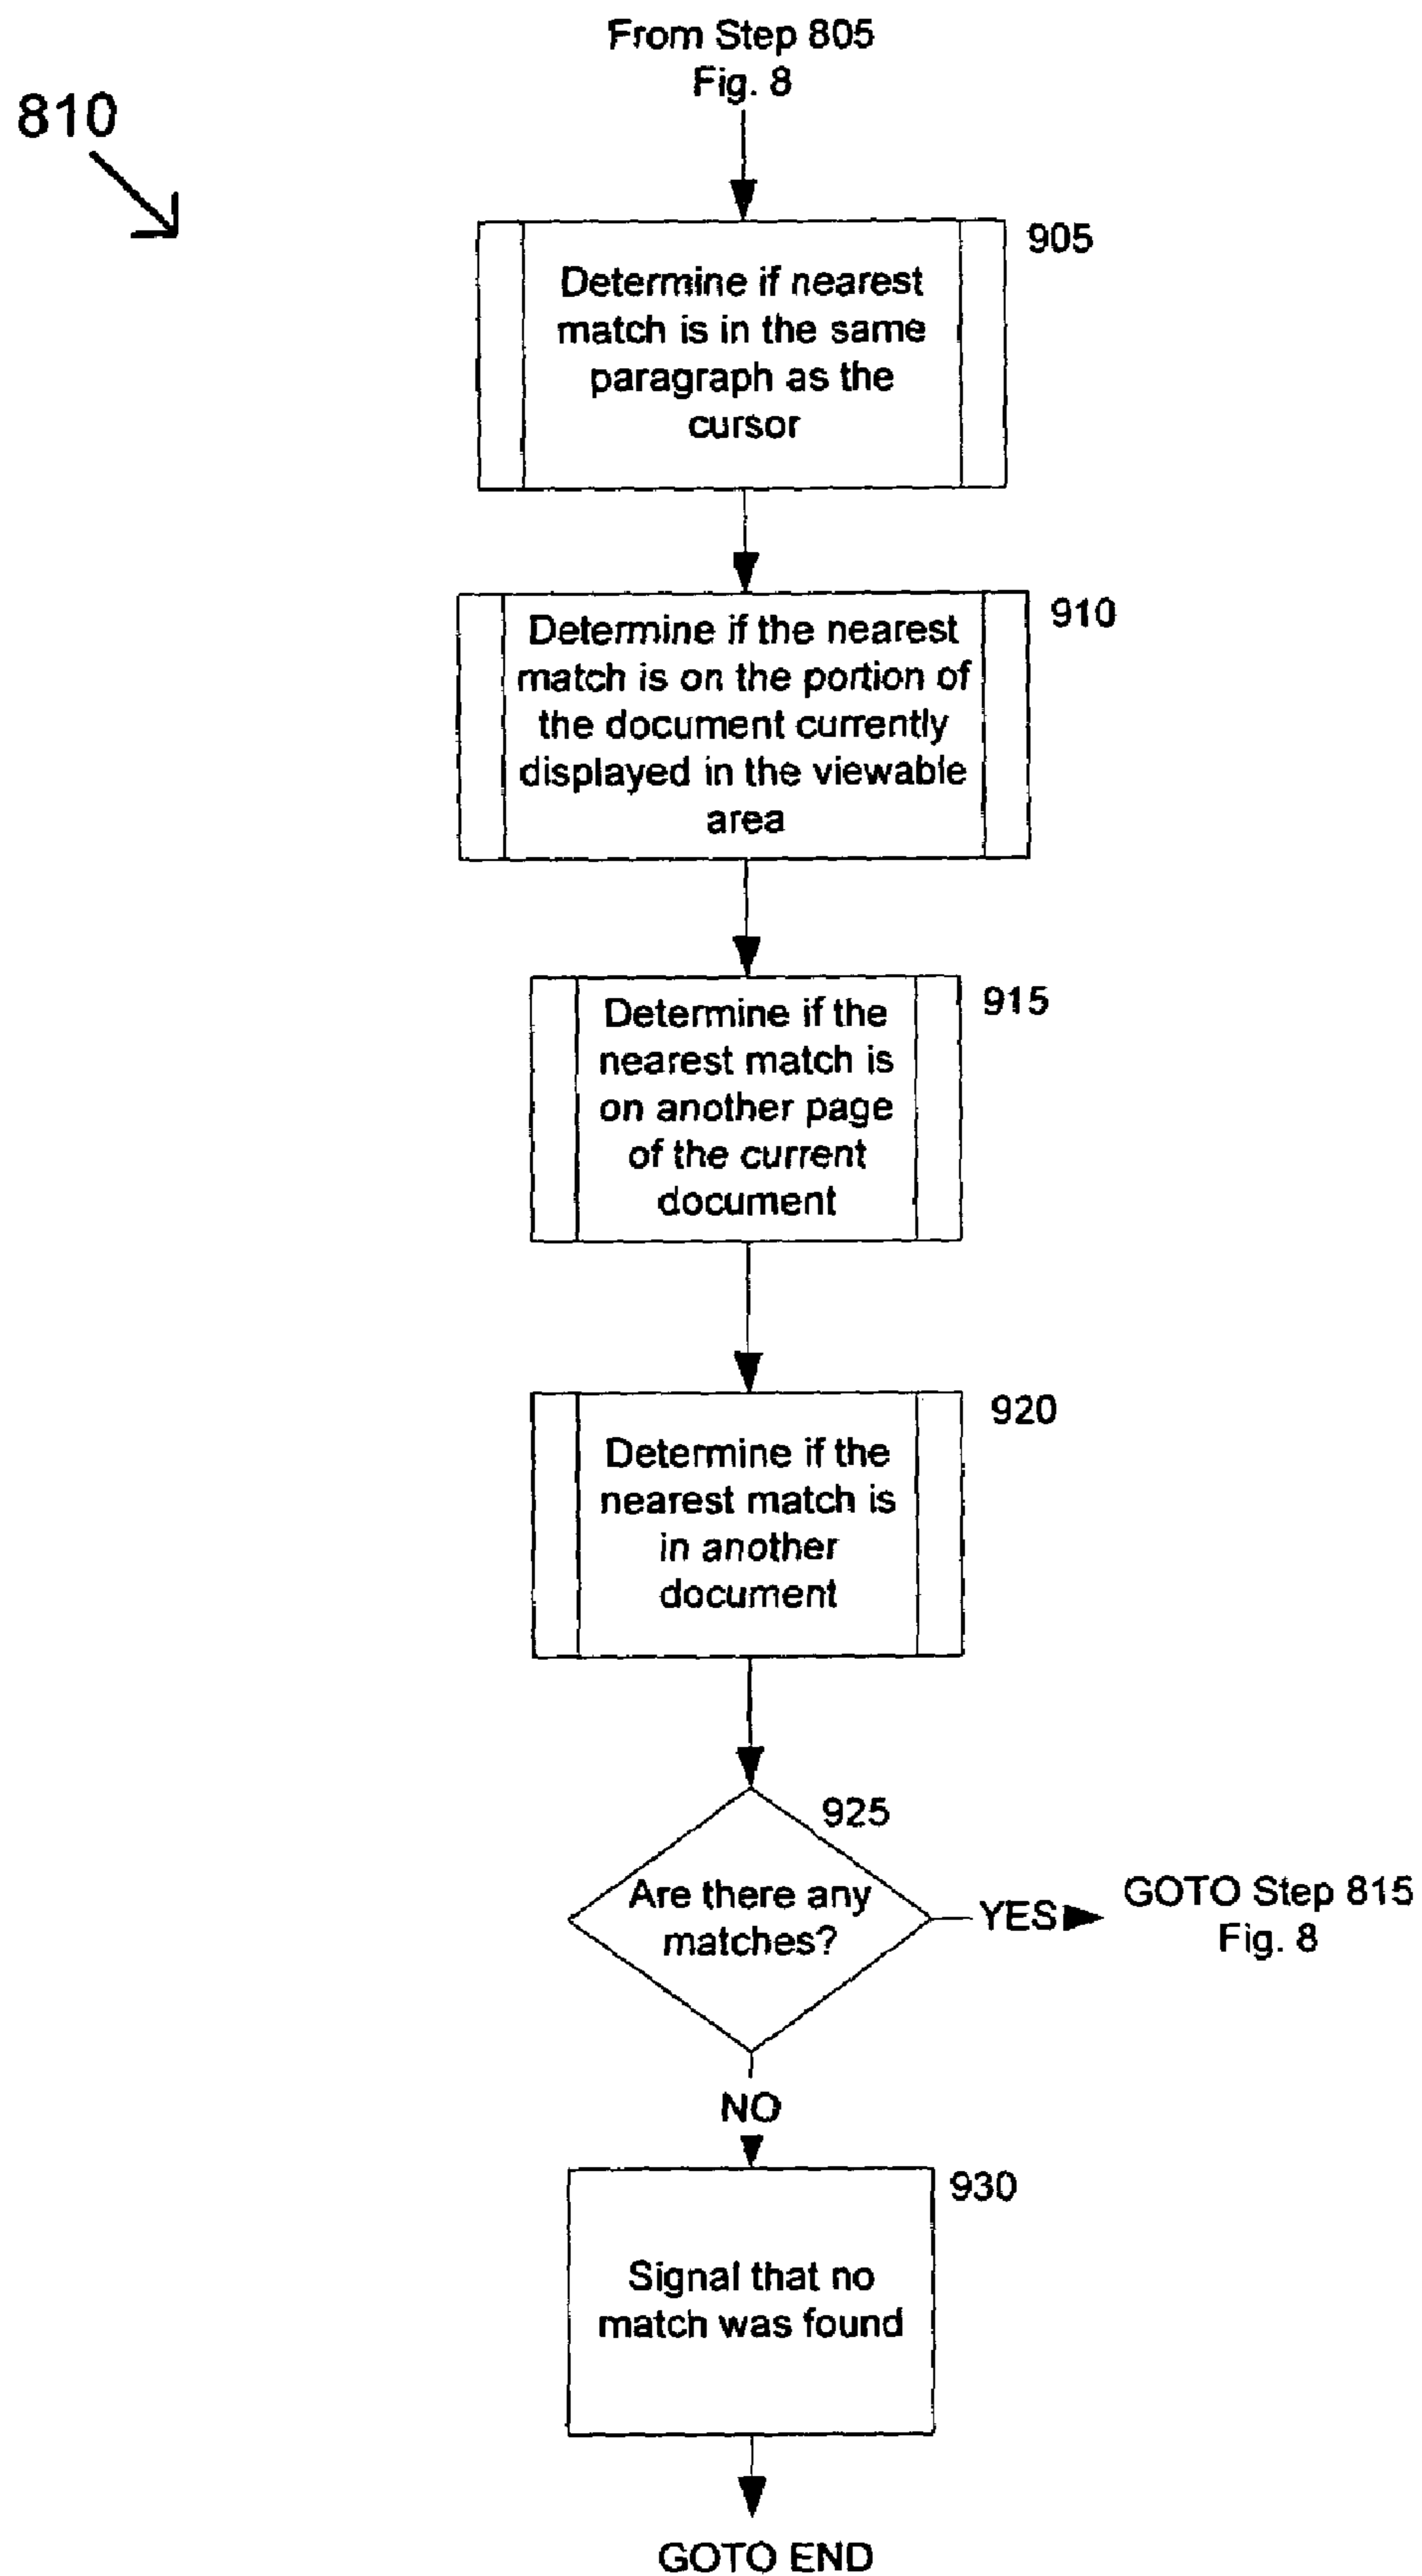 From Step 805
Fig. 8
810
905
Determine if nearest
match is in the same
paragraph as the
cursor
910
Determine if the nearest
match is on the portion of
the document currently
displayed in the viewable
area
915
Determine if the
nearest match is
on another page
of the current
document
920
Determine if the
nearest match is
in another
document
925
Are there any
matches?
YES
GOTO Step 815
Fig. 8
NO
930
Signal that no
match was found
GOTO END